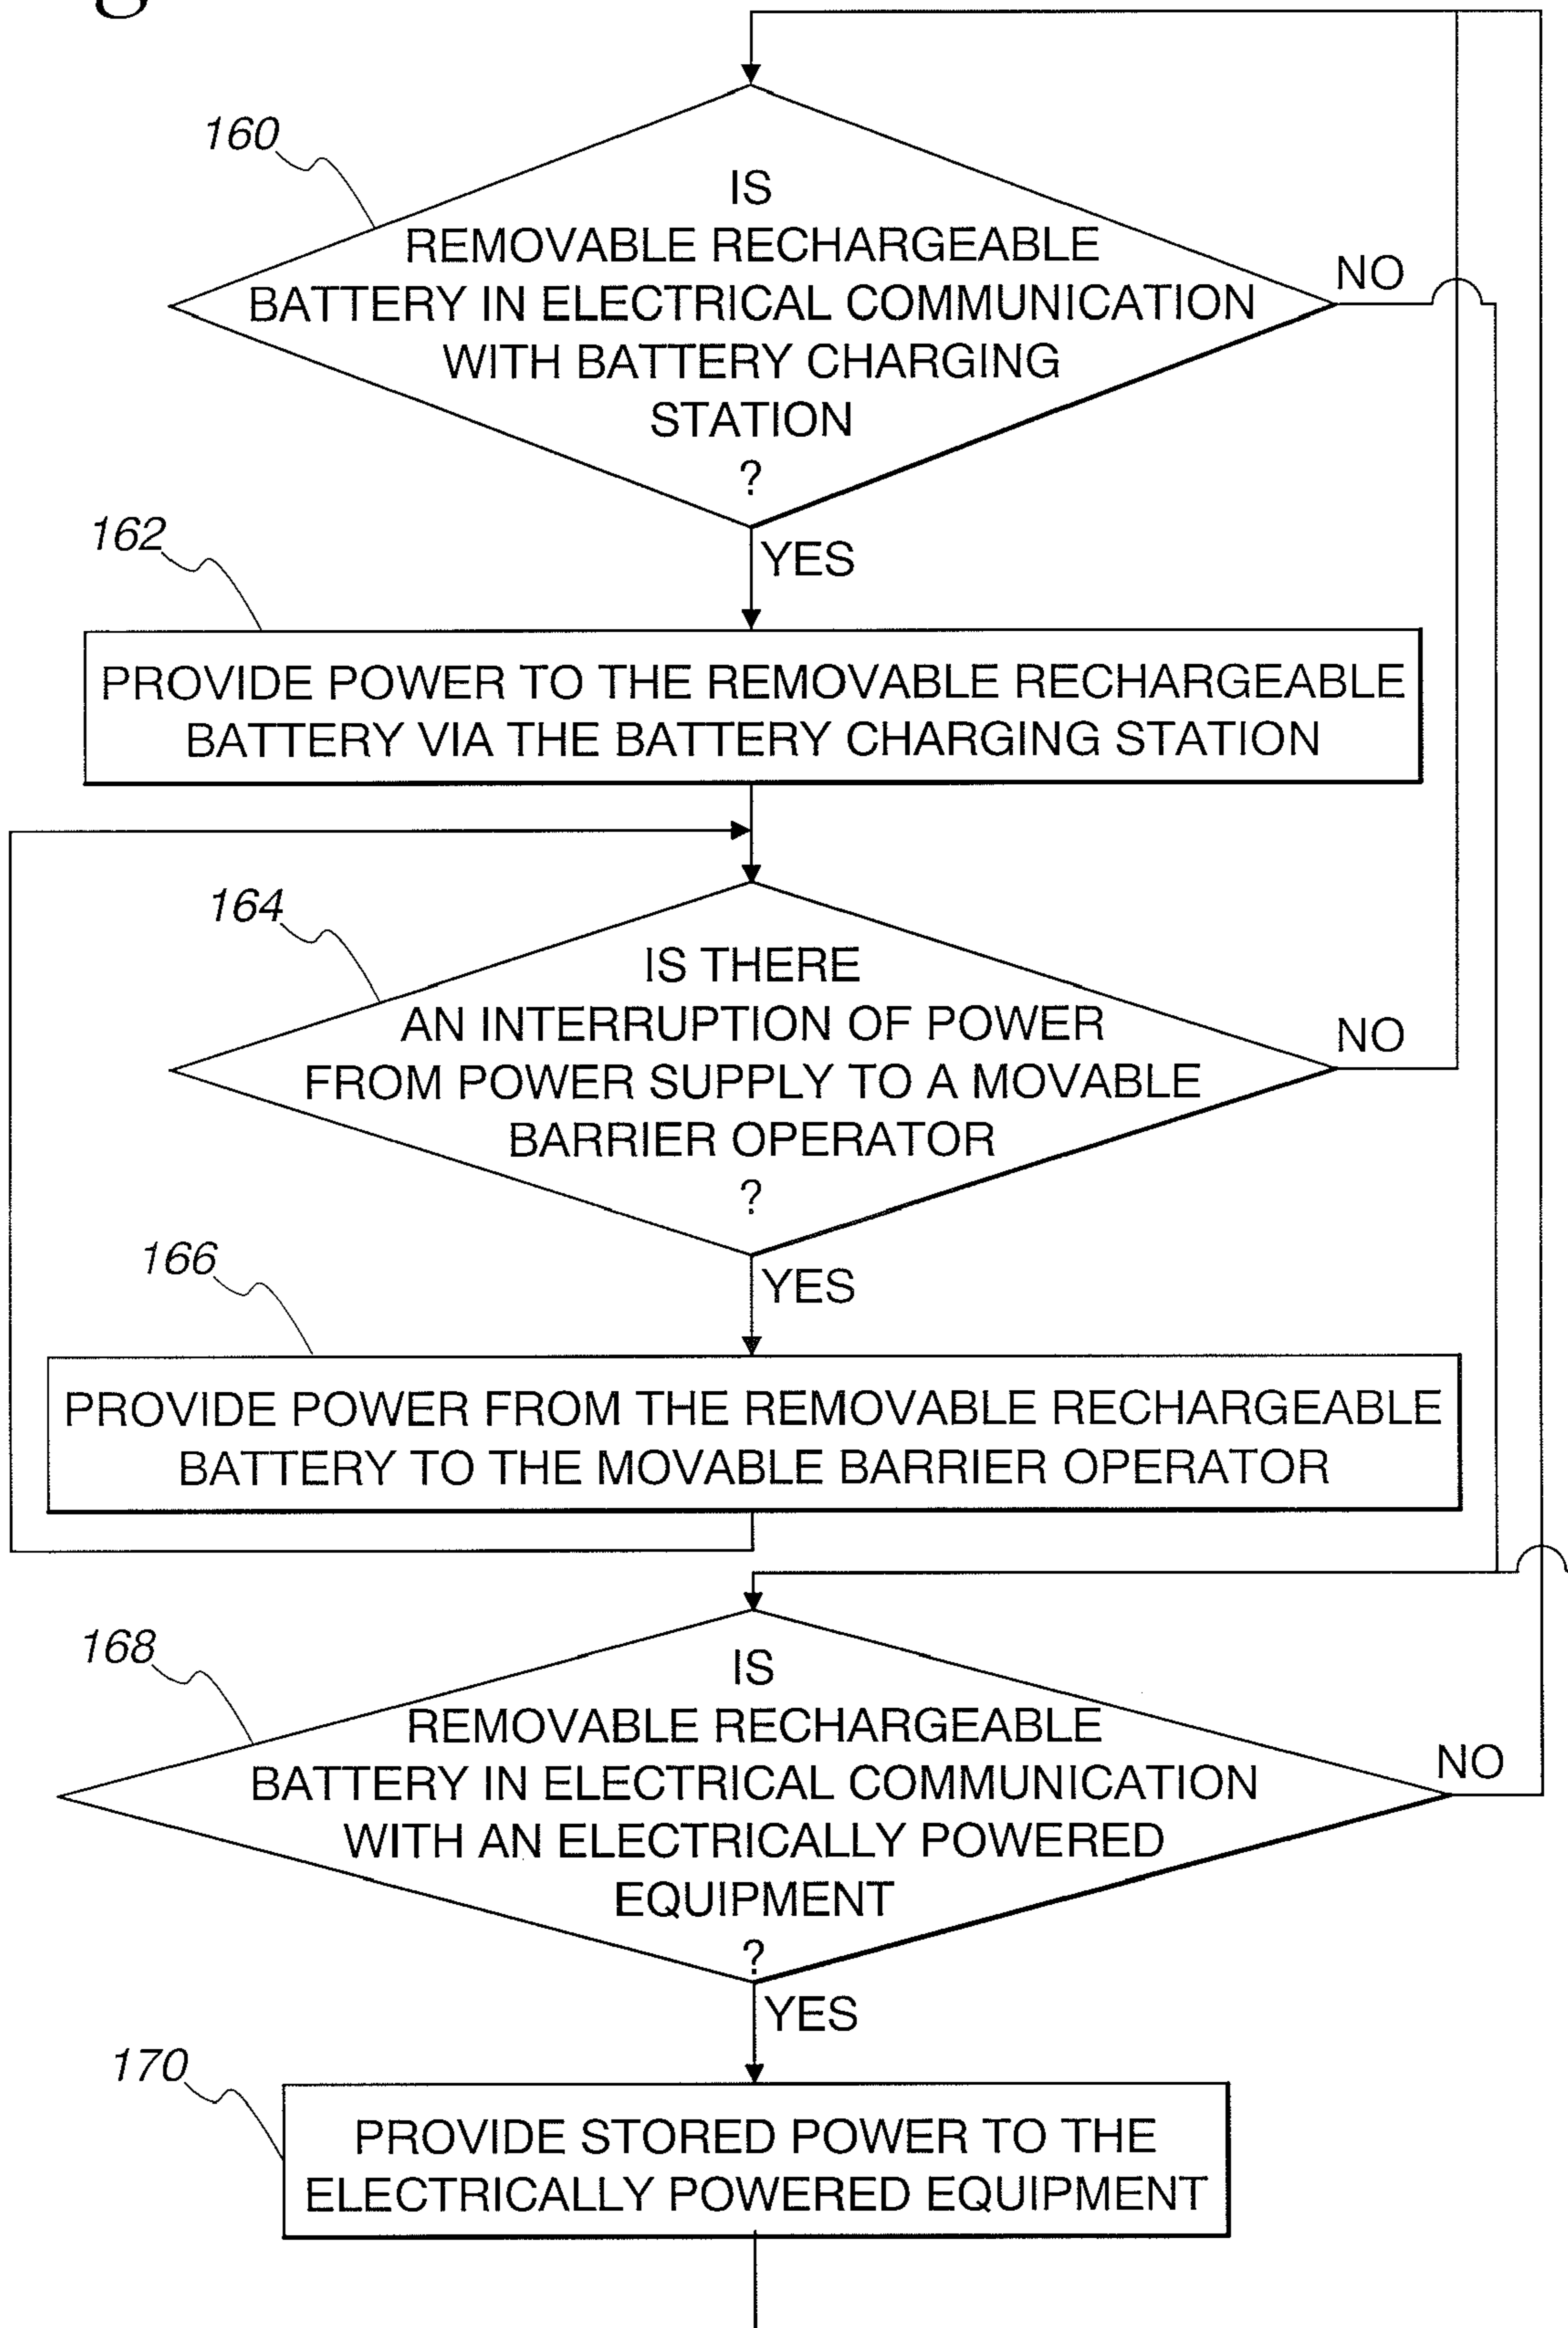 160
IS
REMOVABLE RECHARGEABLE
BATTERY IN ELECTRICAL COMMUNICATION
WITH BATTERY CHARGING
STATION
?
NO
YES
162
PROVIDE POWER TO THE REMOVABLE RECHARGEABLE
BATTERY VIA THE BATTERY CHARGING STATION
164
IS THERE
AN INTERRUPTION OF POWER
FROM POWER SUPPLY TO A MOVABLE
BARRIER OPERATOR
?
NO
YES
166
PROVIDE POWER FROM THE REMOVABLE RECHARGEABLE
BATTERY TO THE MOVABLE BARRIER OPERATOR
168
IS
REMOVABLE RECHARGEABLE
BATTERY IN ELECTRICAL COMMUNICATION
WITH AN ELECTRICALLY POWERED
EQUIPMENT
?
NO
YES
170
PROVIDE STORED POWER TO THE
ELECTRICALLY POWERED EQUIPMENT